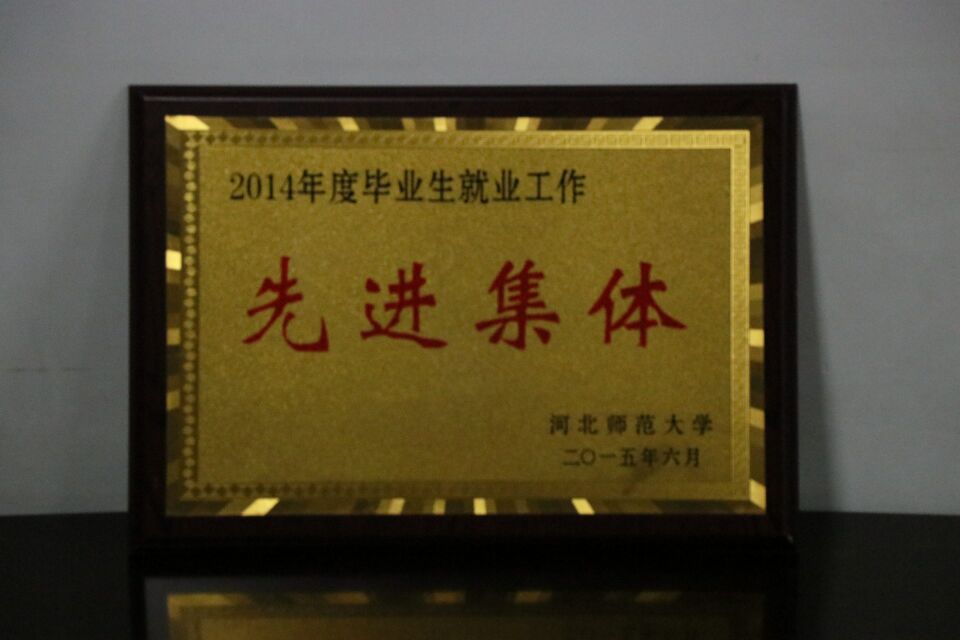 2014年度毕业生就业工作
先进集体
河北师范大学
二〇一五年六月